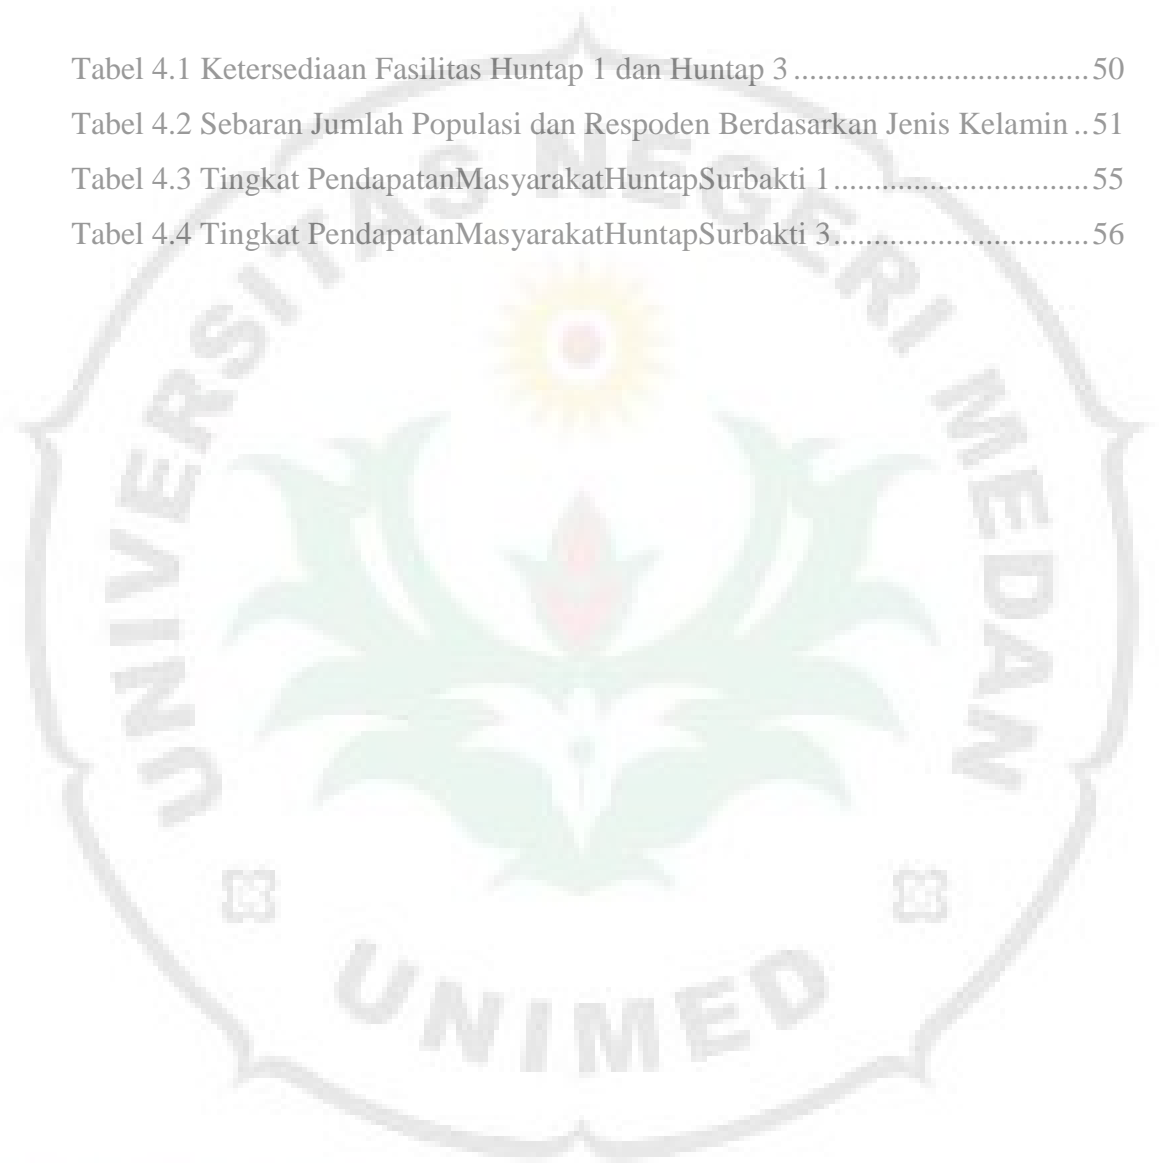 Tabel 4.1 Ketersediaan Fasilitas Huntap 1 dan Huntap 3 ................................ 50
Tabel 4.2 Sebaran Jumlah Populasi dan Respoden Berdasarkan Jenis Kelamin .. 51
Tabel 4.3 Tingkat PendapatanMasyarakatHuntapSurbakti 1 ............................ 55
Tabel 4.4 Tingkat PendapatanMasyarakatHuntapSurbakti 3 ............................ 56
UNIVERSITAS NEGERI MEDAN
UNIMED